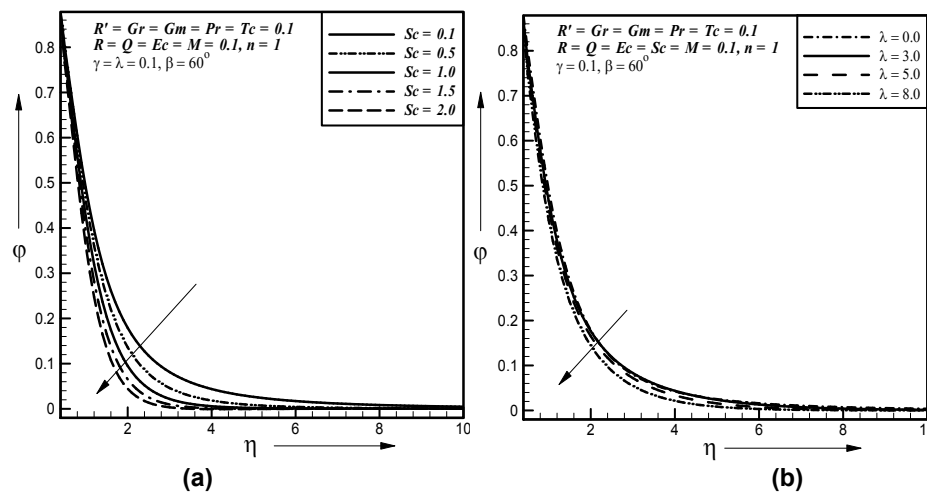 R' = Gr = Gm = Pr = Tc = 0.1
R = Q = Ec = M = 0.1, n = 1
γ = λ = 0.1, β = 60°
Sc = 0.1
Sc = 0.5
Sc = 1.0
Sc = 1.5
Sc = 2.0
0.8
0.7
0.6
0.5
0.4
0.3
0.2
0.1
0
φ
2 4 6 8 10
η
(a)
R' = Gr = Gm = Pr = Tc = 0.1
R = Q = Ec = Sc = M = 0.1, n = 1
γ = 0.1, β = 60°
λ = 0.0
λ = 3.0
λ = 5.0
λ = 8.0
0.8
0.7
0.6
0.5
0.4
0.3
0.2
0.1
0
φ
2 4 6 8 1
η
(b)